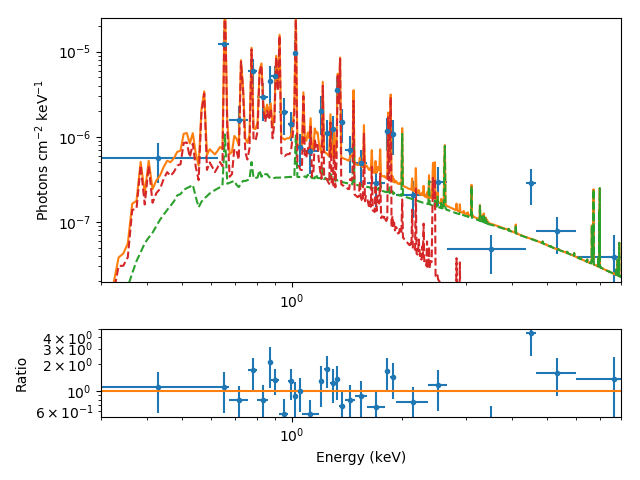 Photons cm⁻² keV⁻¹
10⁻⁵
10⁻⁶
10⁻⁷
10⁰
Ratio
4 × 10⁰
3 × 10⁰
2 × 10⁰
10⁰
6 × 10⁻¹
10⁰
Energy (keV)